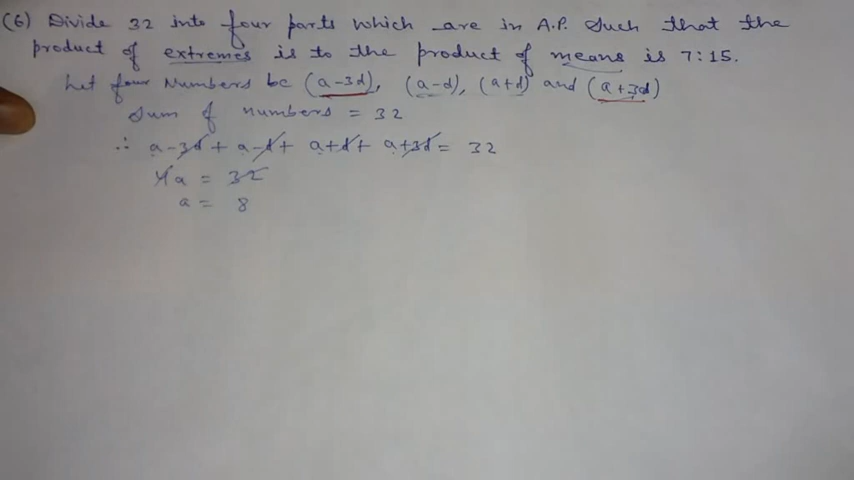 (6) Divide 32 into four parts which are in A.P. Such that the
product of extremes is to the product of means is 7:15.
Let four Numbers be (a-3d), (a-d), (a+d) and (a+3d)
Sum of numbers = 32
∴ a-3d + a-d + a+d + a+3d = 32
4a = 32
a = 8